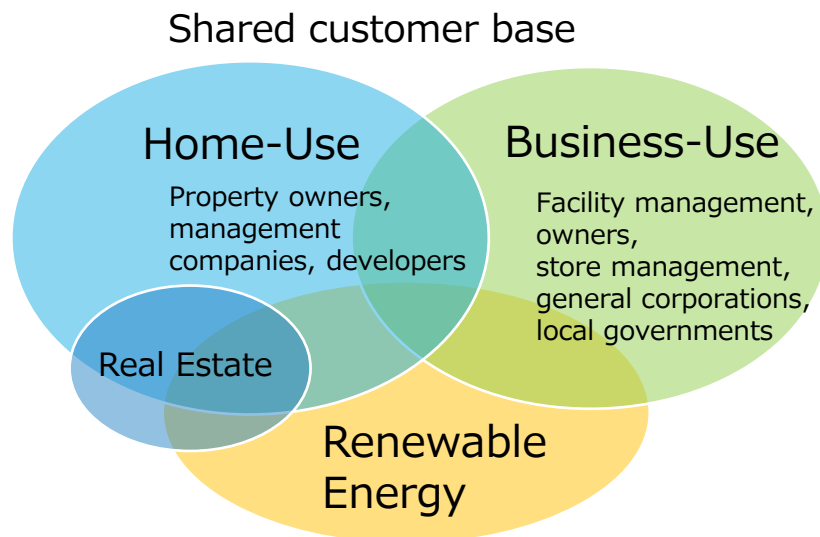 Shared customer base
Home-Use
Property owners,
management
companies, developers
Business-Use
Facility management,
owners,
store management,
general corporations,
local governments
Real Estate
Renewable
Energy